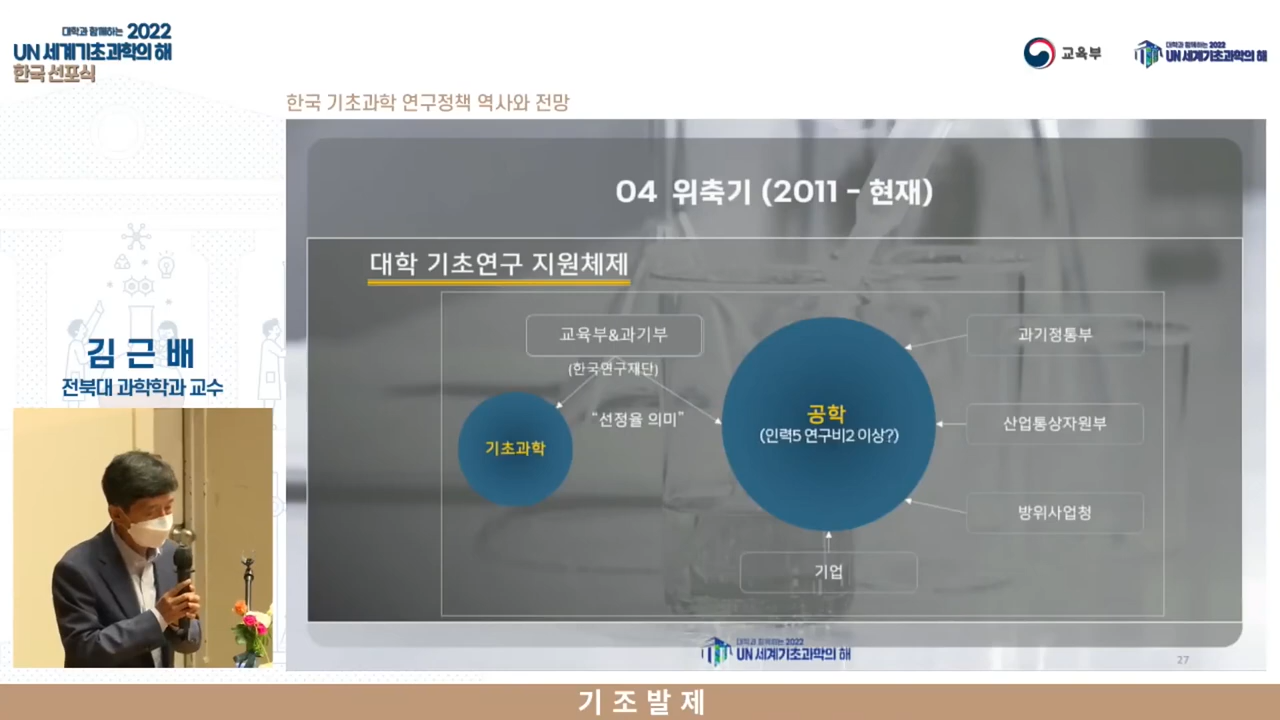 대학과 함께하는 2022
UN 세계기초과학의 해
한국 선포식
교육부
대학과 함께하는 2022
UN 세계기초과학의 해
한국 기초과학 연구정책 역사와 전망
04 위축기 (2011 - 현재)
대학 기초연구 지원체제
교육부&과기부
(한국연구재단)
"선정율 의미"
기초과학
공학
(인력5 연구비2 이상?)
과기정통부
산업통상자원부
방위사업청
기업
김근배
전북대 과학학과 교수
대학과 함께하는 2022
UN 세계기초과학의 해
27
기조발제